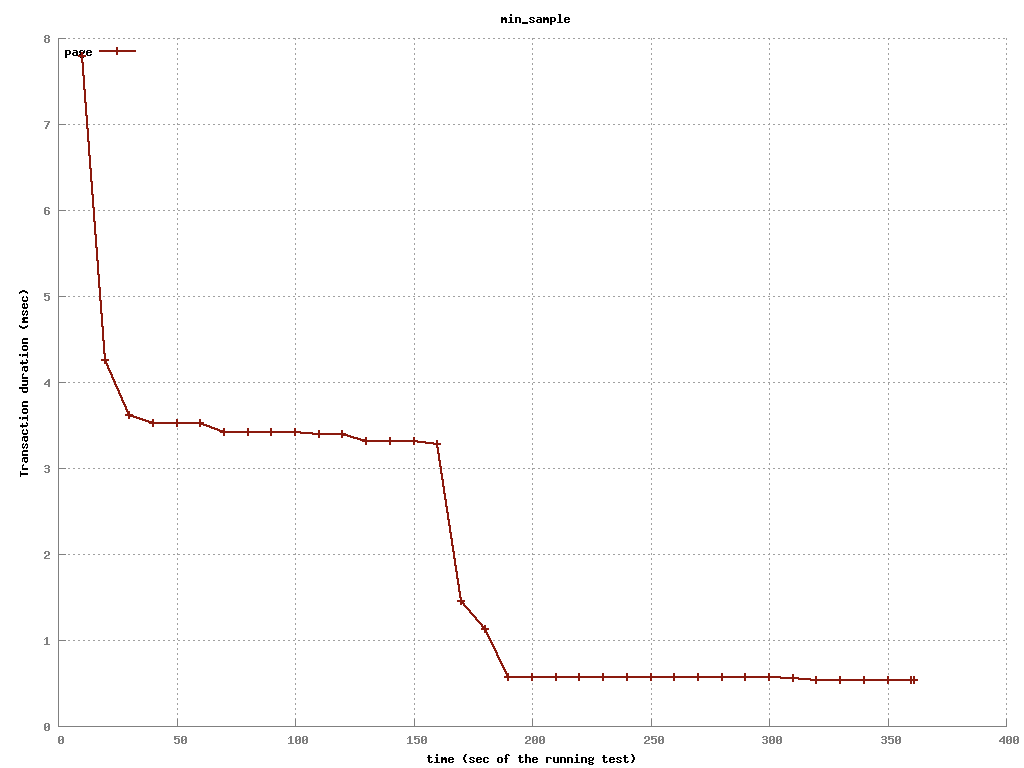 min_sample
page
8
7
6
5
4
3
2
1
0
Transaction duration (msec)
0 50 100 150 200 250 300 350 400
time (sec of the running test)